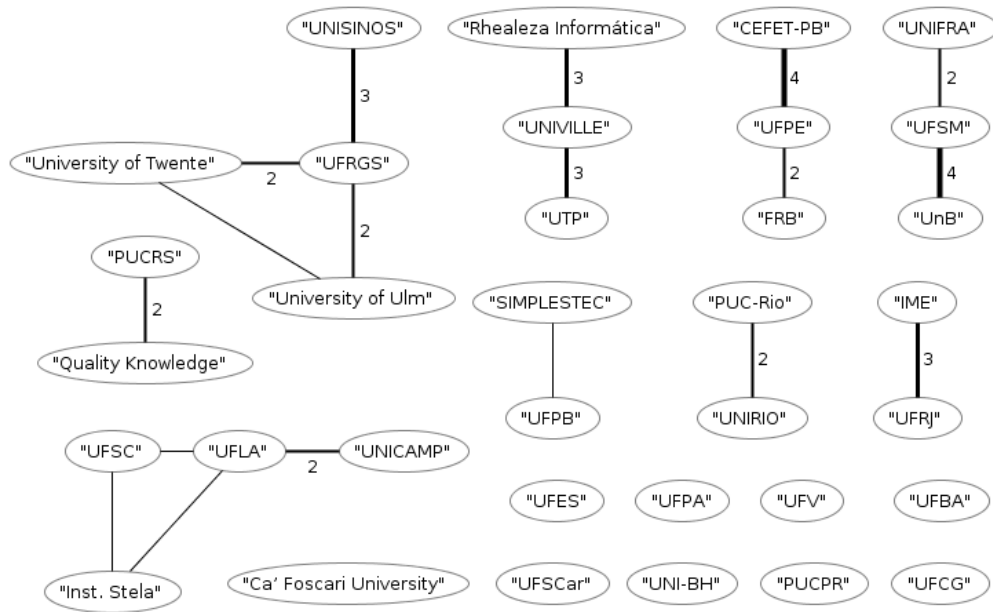 "UNISINOS"
"Rhealeza Informática"
"CEFET-PB"
"UNIFRA"
3
3
4
2
"UNIVILLE"
"UFPE"
"UFSM"
"University of Twente"
2
"UFRGS"
3
2
4
"UTP"
"FRB"
"UnB"
2
"PUCRS"
"University of Ulm"
"SIMPLESTEC"
"PUC-Rio"
"IME"
2
2
3
"Quality Knowledge"
"UFPB"
"UNIRIO"
"UFRJ"
"UFSC"
"UFLA"
2
"UNICAMP"
"UFES"
"UFPA"
"UFV"
"UFBA"
"Inst. Stela"
"Ca’ Foscari University"
"UFSCar"
"UNI-BH"
"PUCPR"
"UFCG"